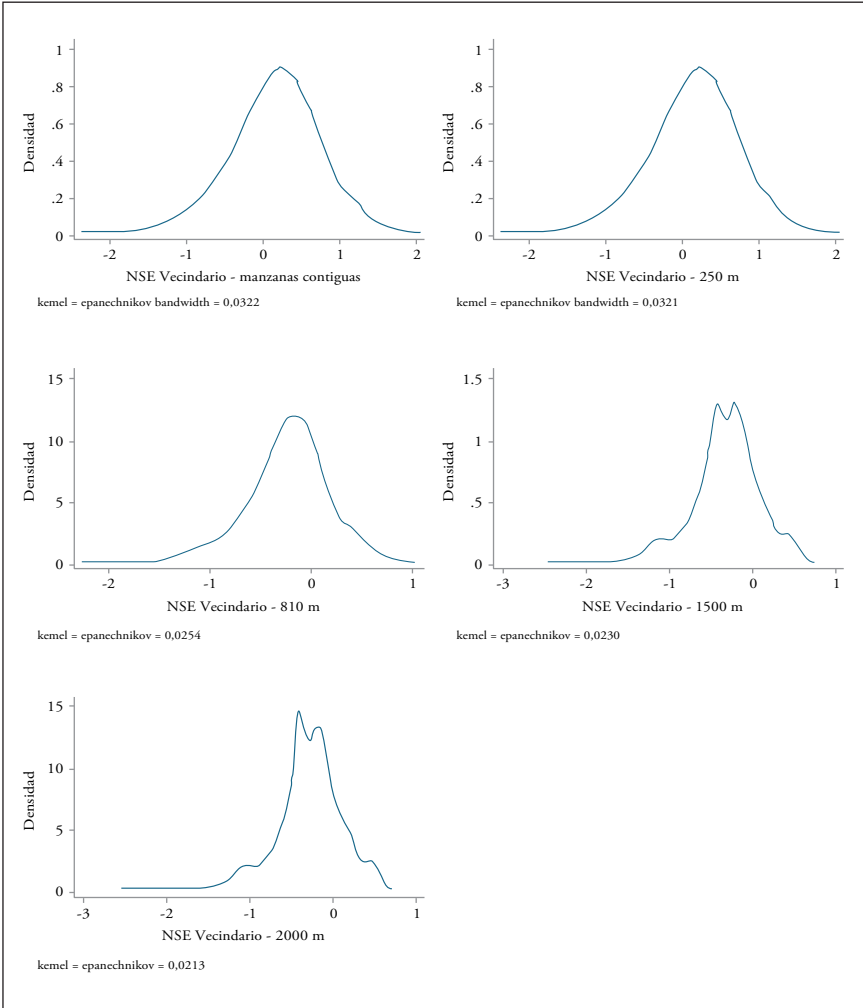 1
.8
.6
.4
.2
0
Densidad
-2 -1 0 1 2
NSE Vecindario - manzanas contiguas
kemel = epanechnikov bandwidth = 0,0322
1
.8
.6
.4
.2
0
Densidad
-2 -1 0 1 2
NSE Vecindario - 250 m
kemel = epanechnikov bandwidth = 0,0321
15
10
5
0
Densidad
-2 -1 0 1
NSE Vecindario - 810 m
kemel = epanechnikov = 0,0254
1.5
1
.5
0
Densidad
-3 -2 -1 0 1
NSE Vecindario - 1500 m
kemel = epanechnikov = 0,0230
15
10
5
0
Densidad
-3 -2 -1 0 1
NSE Vecindario - 2000 m
kemel = epanechnikov = 0,0213